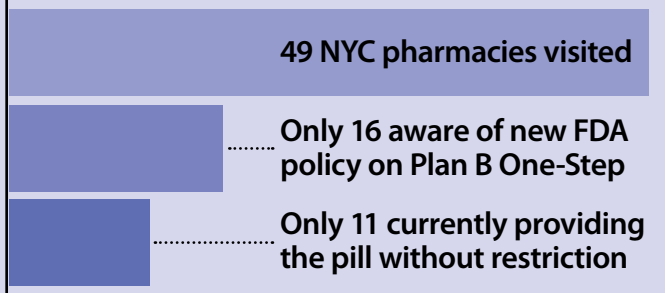 49 NYC pharmacies visited
Only 16 aware of new FDA
policy on Plan B One-Step
Only 11 currently providing
the pill without restriction